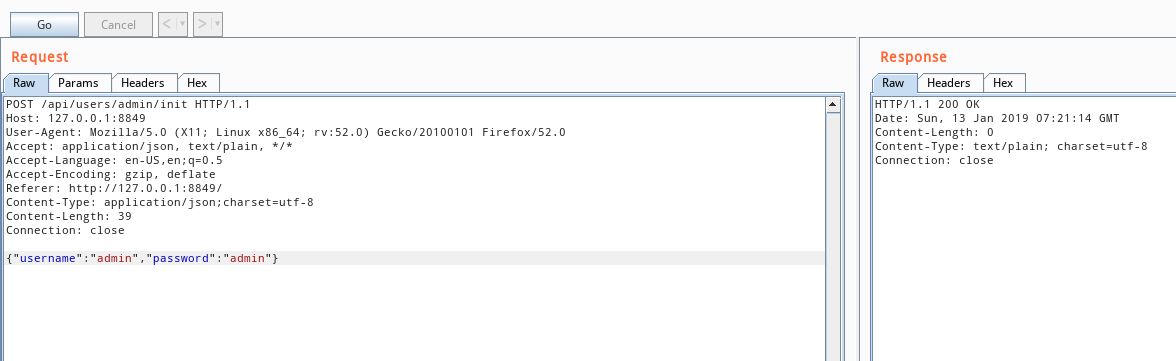 Go Cancel < >
Request
Raw Params Headers Hex
POST /api/users/admin/init HTTP/1.1
Host: 127.0.0.1:8849
User-Agent: Mozilla/5.0 (X11; Linux x86_64; rv:52.0) Gecko/20100101 Firefox/52.0
Accept: application/json, text/plain, */*
Accept-Language: en-US,en;q=0.5
Accept-Encoding: gzip, deflate
Referer: http://127.0.0.1:8849/
Content-Type: application/json;charset=utf-8
Content-Length: 39
Connection: close
{"username":"admin","password":"admin"}
Response
Raw Headers Hex
HTTP/1.1 200 OK
Date: Sun, 13 Jan 2019 07:21:14 GMT
Content-Length: 0
Content-Type: text/plain; charset=utf-8
Connection: close